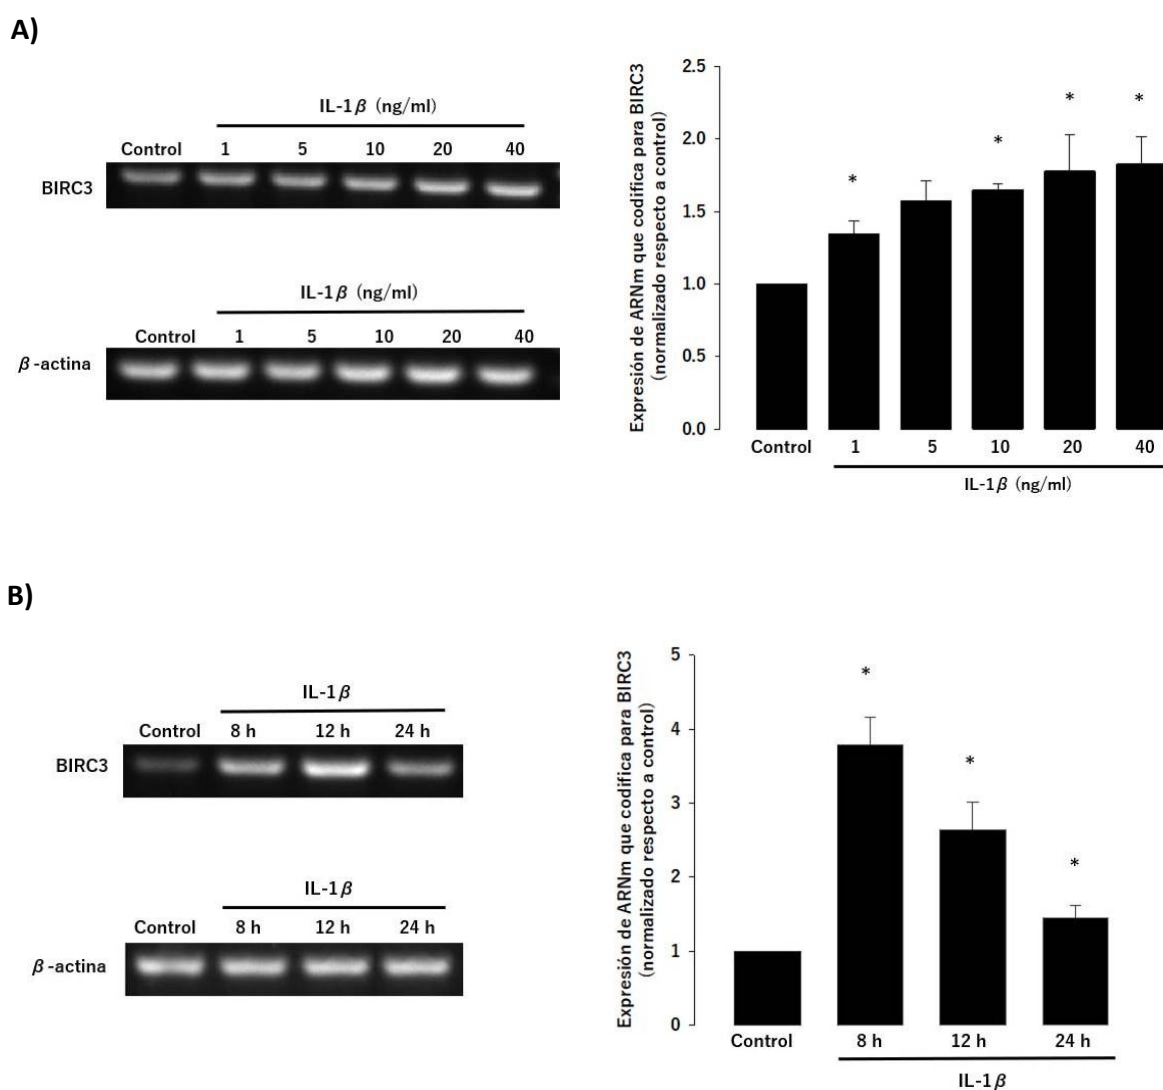 A)
IL-1β (ng/ml)
Control 1 5 10 20 40
BIRC3
IL-1β (ng/ml)
Control 1 5 10 20 40
β-actina
Expresión de ARNm que codifica para BIRC3
(normalizado respecto a control)
2.5
2.0
1.5
1.0
0.5
0.0
* * * *
Control 1 5 10 20 40
IL-1β (ng/ml)
B)
IL-1β
Control 8 h 12 h 24 h
BIRC3
IL-1β
Control 8 h 12 h 24 h
β-actina
Expresión de ARNm que codifica para BIRC3
(normalizado respecto a control)
5
4
3
2
1
0
* * *
Control 8 h 12 h 24 h
IL-1β